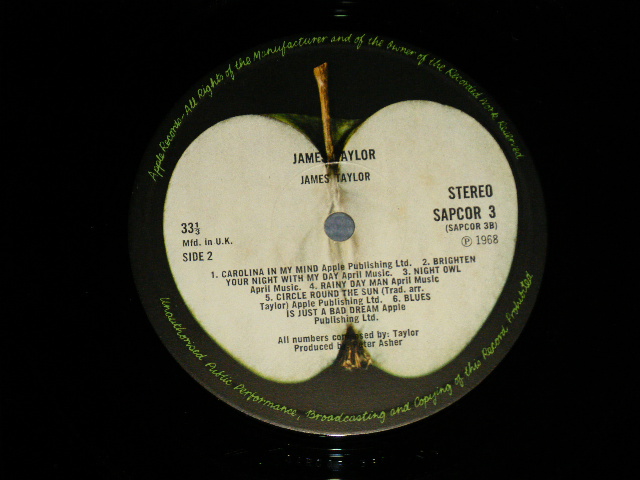 Apple Records-All Rights of the Manufacturer and of the Owner of the Recorded Work Reserved
JAMES TAYLOR
JAMES TAYLOR
STEREO
SAPCOR 3
(SAPCOR 3B)
Ⓟ 1968
33⅓
Mfd. in U.K.
SIDE 2
1. CAROLINA IN MY MIND Apple Publishing Ltd. 2. BRIGHTEN
YOUR NIGHT WITH MY DAY April Music. 3. NIGHT OWL
April Music. 4. RAINY DAY MAN April Music
5. CIRCLE ROUND THE SUN (Trad. arr.
Taylor) Apple Publishing Ltd. 6. BLUES
IS JUST A BAD DREAM Apple
Publishing Ltd.
All numbers composed by: Taylor
Produced by: Peter Asher
Unauthorised Public Performance, Broadcasting and Copying of this Record Prohibited